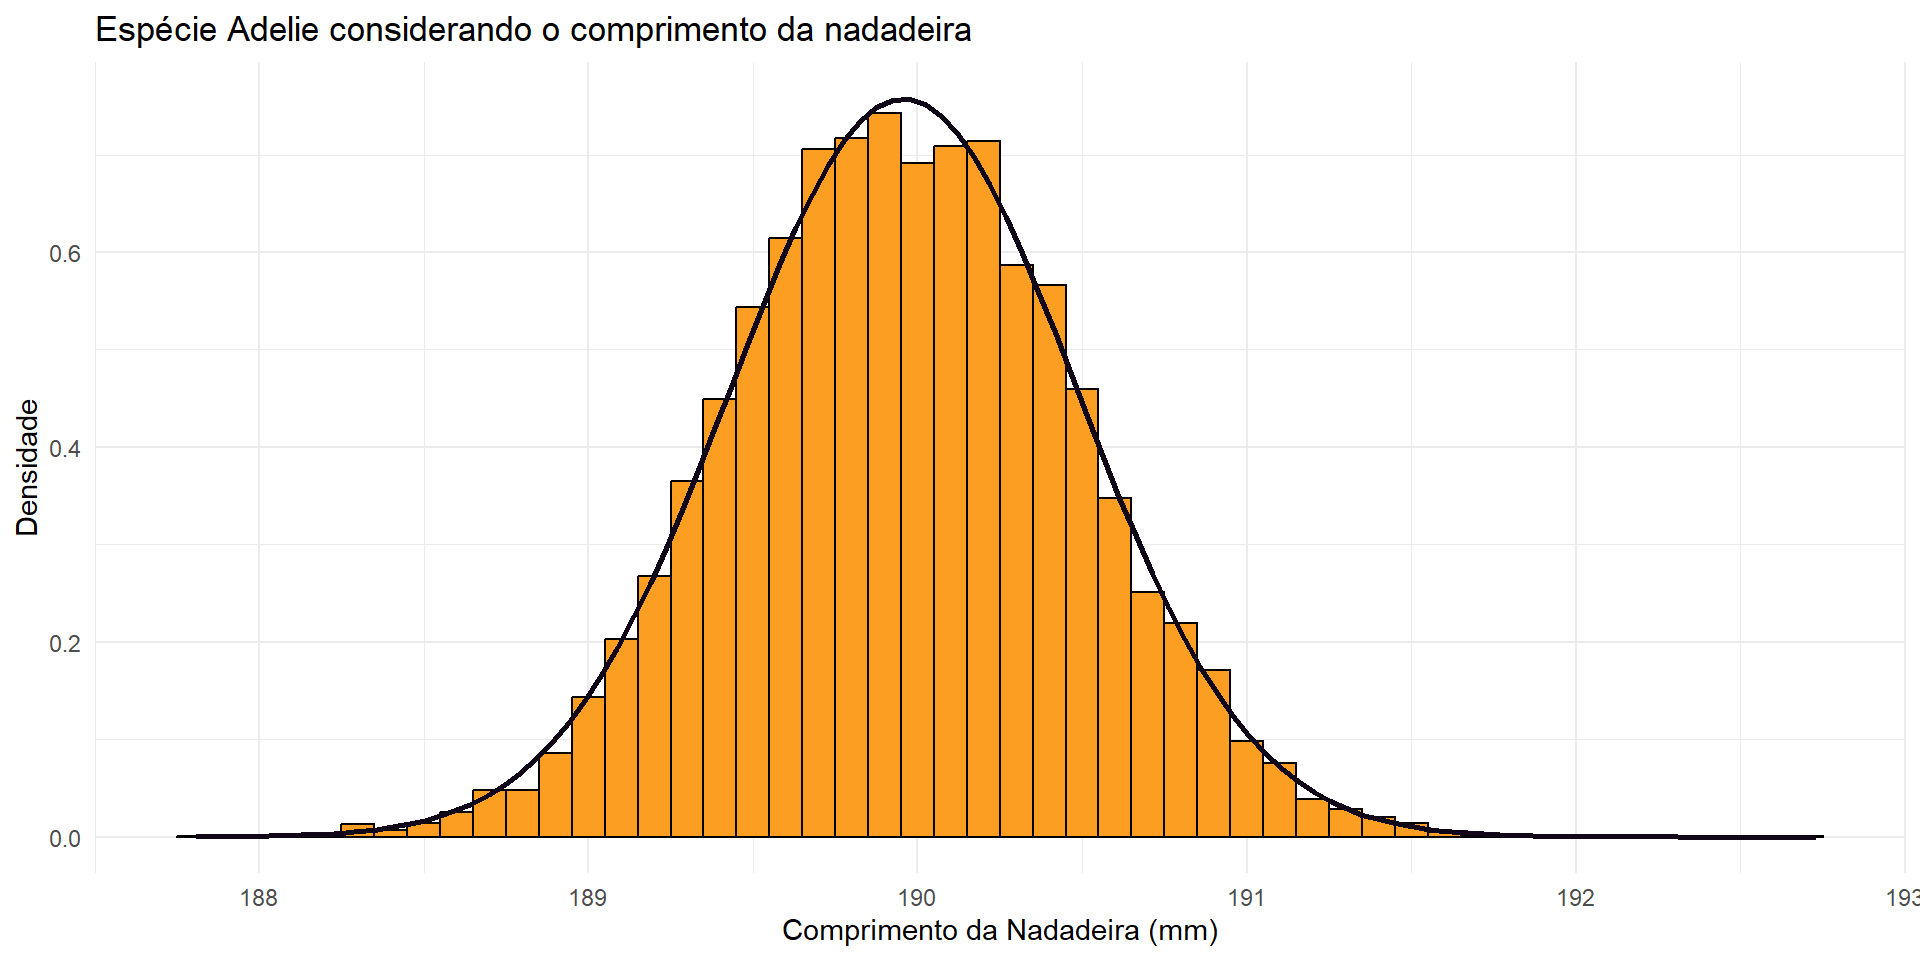 Espécie Adelie considerando o comprimento da nadadeira
Densidade
0.6
0.4
0.2
0.0
188 189 190 191 192 193
Comprimento da Nadadeira (mm)